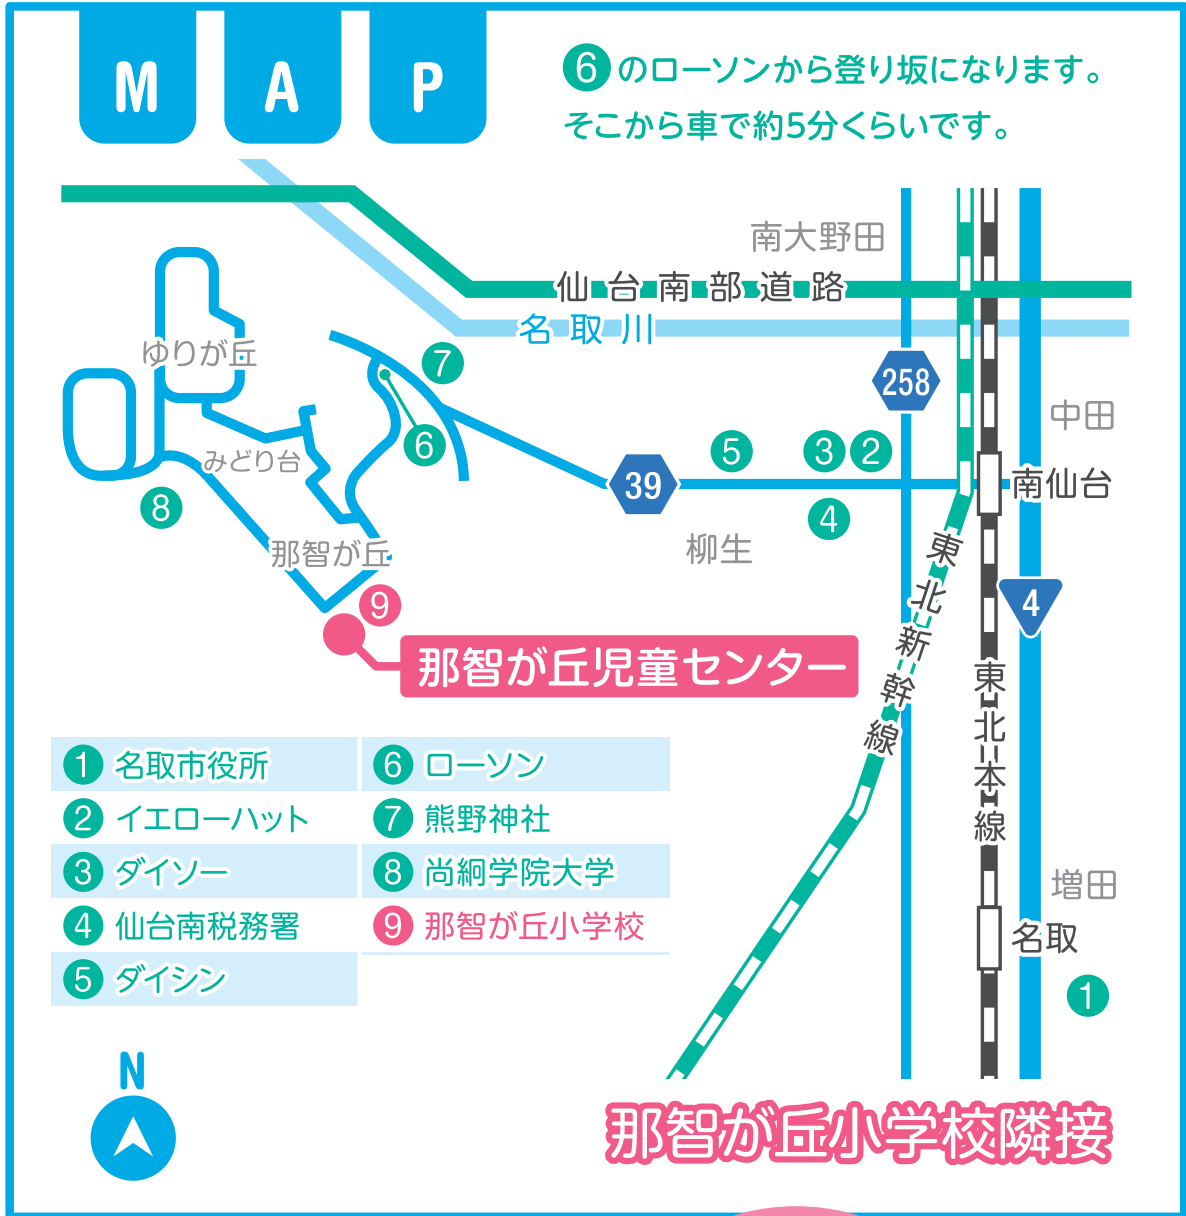 MAP
⑥のローソンから登り坂になります。
そこから車で約5分くらいです。
南大野田
仙台南部道路
名取川
ゆりが丘
7
258
中田
6
5
3
2
みどり台
39
南仙台
8
4
那智が丘
柳生
東北新幹線
4
9
那智が丘児童センター
東北本線
1 名取市役所
2 イエローハット
3 ダイソー
4 仙台南税務署
5 ダイシン
6 ローソン
7 熊野神社
8 尚絅学院大学
9 那智が丘小学校
増田
名取
1
N
那智が丘小学校隣接